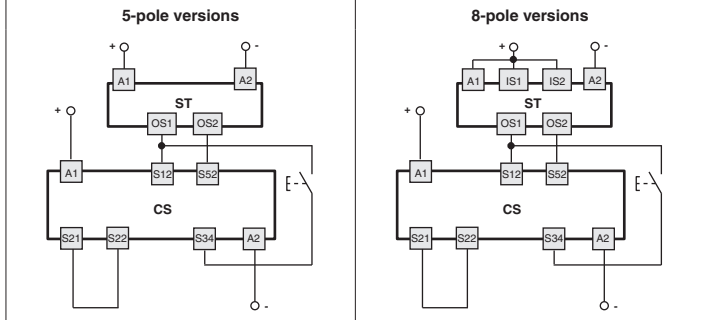 5-pole versions
+ -
A1 A2
ST
OS1 OS2
+
A1 S12 S52
CS
S21 S22 S34 A2
-
8-pole versions
+ -
A1 IS1 IS2 A2
ST
OS1 OS2
+
A1 S12 S52
CS
S21 S22 S34 A2
-